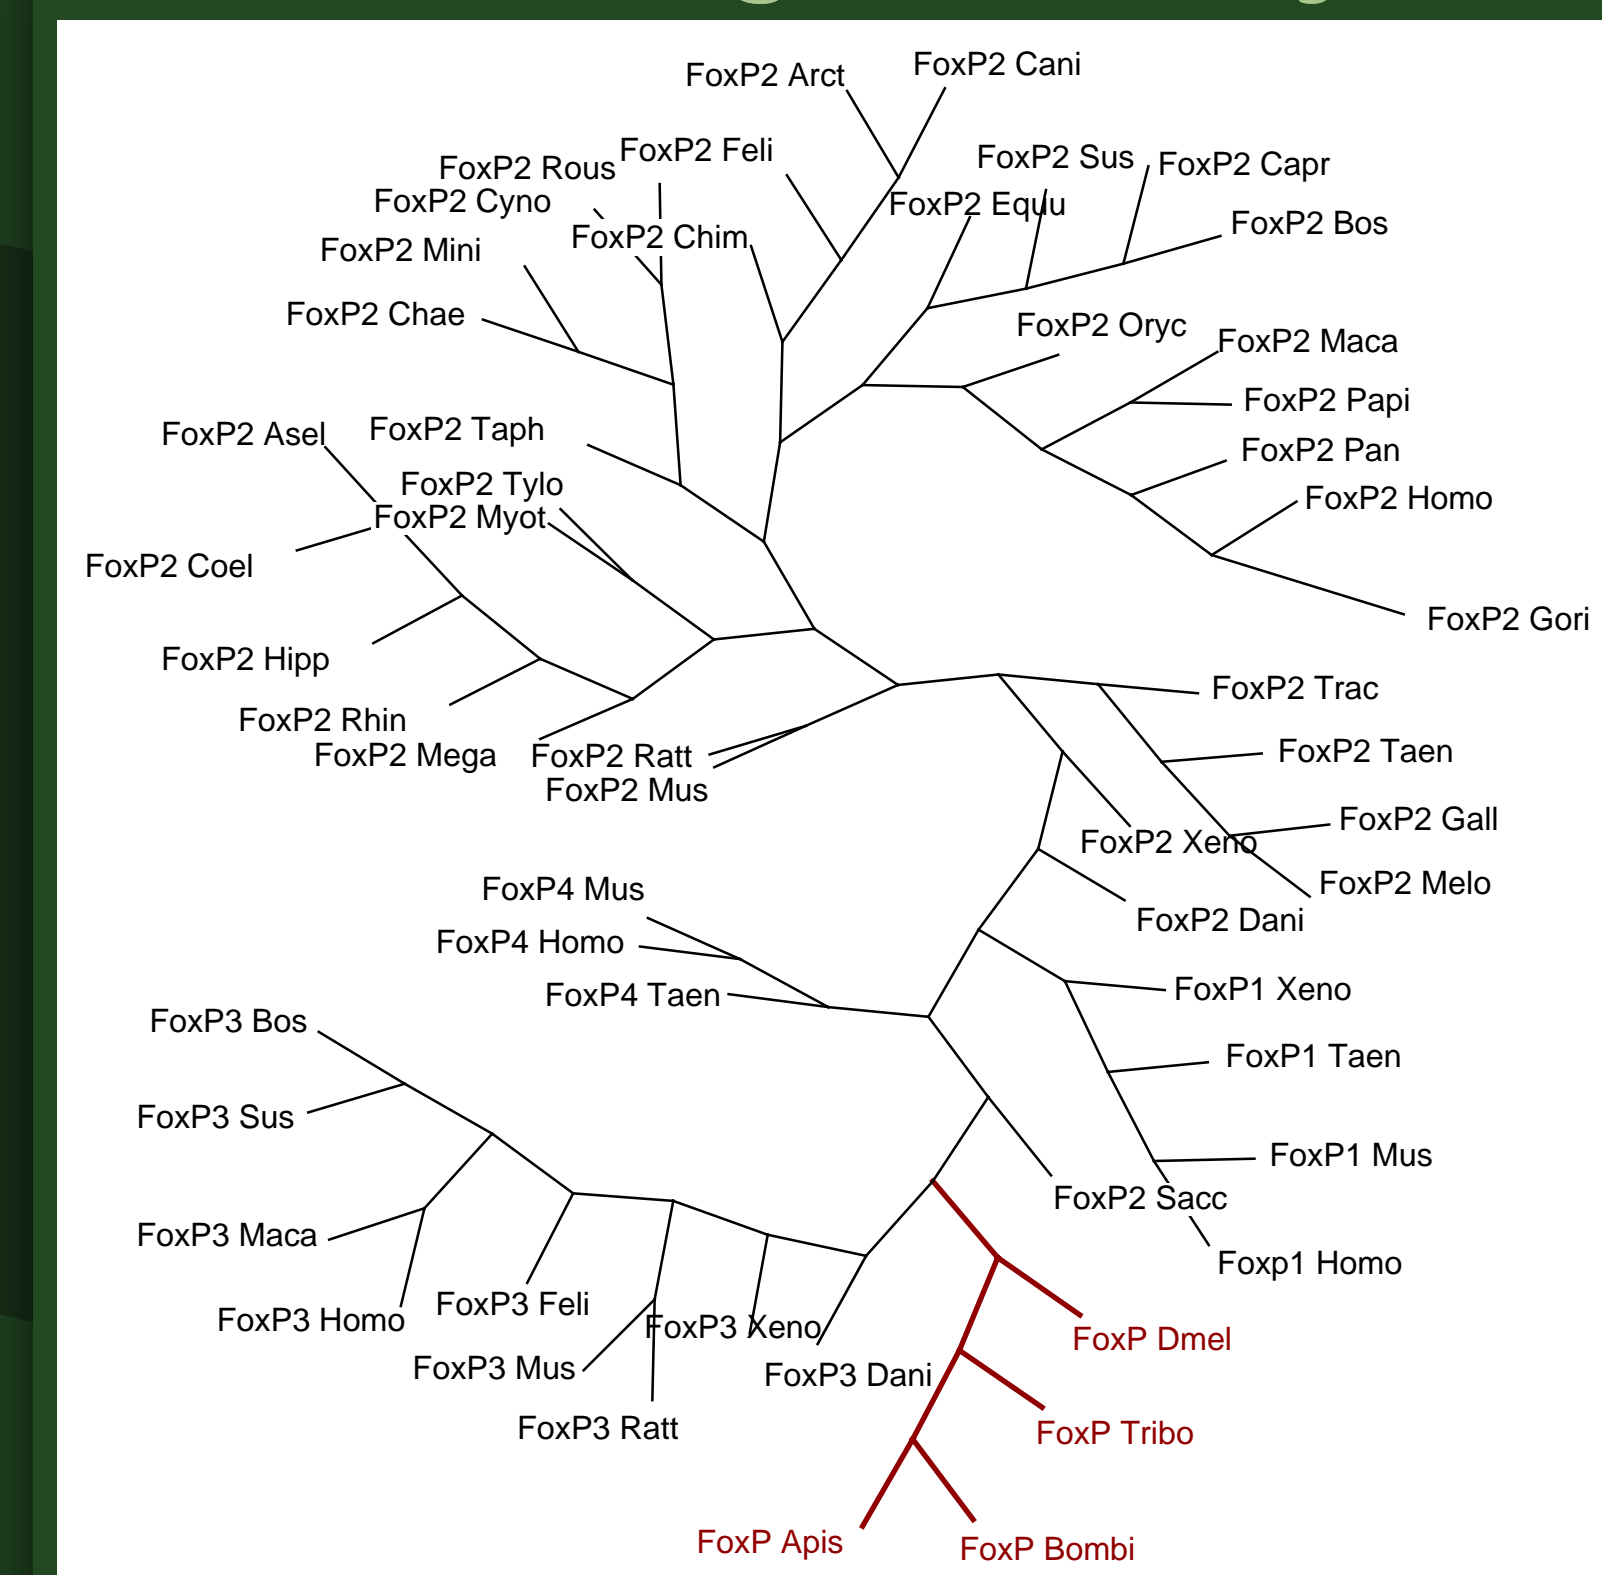 FoxP2 Arct
FoxP2 Cani
FoxP2 Feli
FoxP2 Rous
FoxP2 Sus
FoxP2 Capr
FoxP2 Cyno
FoxP2 Equu
FoxP2 Bos
FoxP2 Chim
FoxP2 Mini
FoxP2 Chae
FoxP2 Oryc
FoxP2 Maca
FoxP2 Papi
FoxP2 Asel
FoxP2 Taph
FoxP2 Pan
FoxP2 Tylo
FoxP2 Homo
FoxP2 Myot
FoxP2 Coel
FoxP2 Gori
FoxP2 Hipp
FoxP2 Trac
FoxP2 Rhin
FoxP2 Taen
FoxP2 Mega
FoxP2 Ratt
FoxP2 Mus
FoxP2 Gall
FoxP2 Xeno
FoxP2 Melo
FoxP4 Mus
FoxP2 Dani
FoxP4 Homo
FoxP1 Xeno
FoxP4 Taen
FoxP3 Bos
FoxP1 Taen
FoxP3 Sus
FoxP1 Mus
FoxP2 Sacc
FoxP3 Maca
Foxp1 Homo
FoxP3 Feli
FoxP3 Homo
FoxP3 Xeno
FoxP Dmel
FoxP3 Mus
FoxP3 Dani
FoxP3 Ratt
FoxP Tribo
FoxP Apis
FoxP Bombi